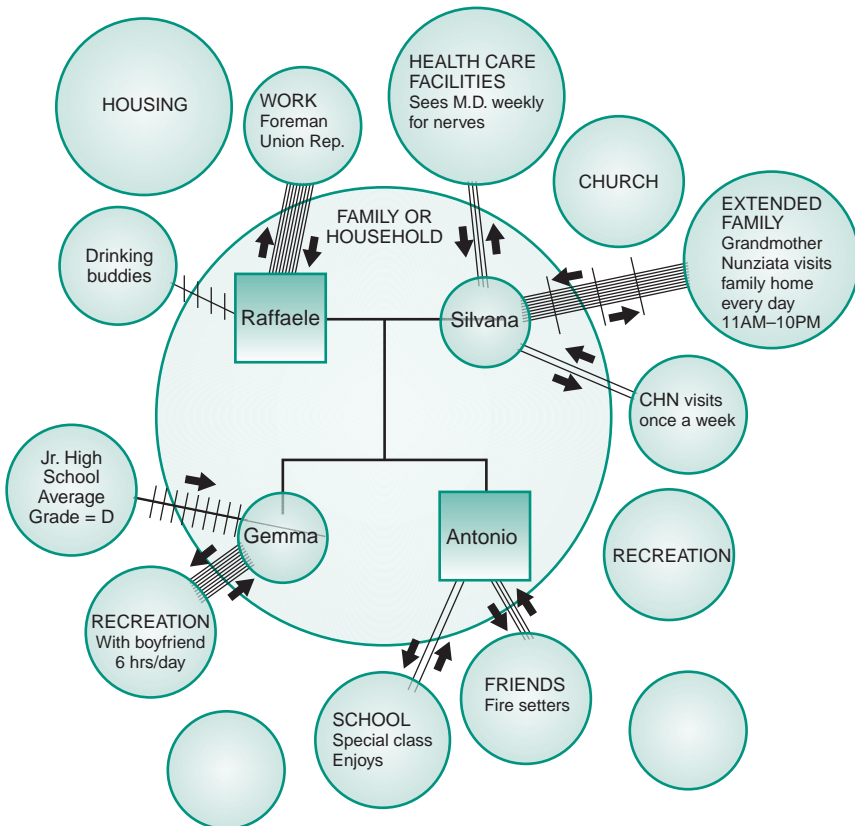 HOUSING
WORK
Foreman
Union Rep.
HEALTH CARE
FACILITIES
Sees M.D. weekly
for nerves
CHURCH
EXTENDED
FAMILY
Grandmother
Nunziata visits
family home
every day
11AM–10PM
FAMILY OR
HOUSEHOLD
Drinking
buddies
Raffaele
Silvana
CHN visits
once a week
Jr. High
School
Average
Grade = D
Gemma
Antonio
RECREATION
RECREATION
With boyfriend
6 hrs/day
SCHOOL
Special class
Enjoys
FRIENDS
Fire setters